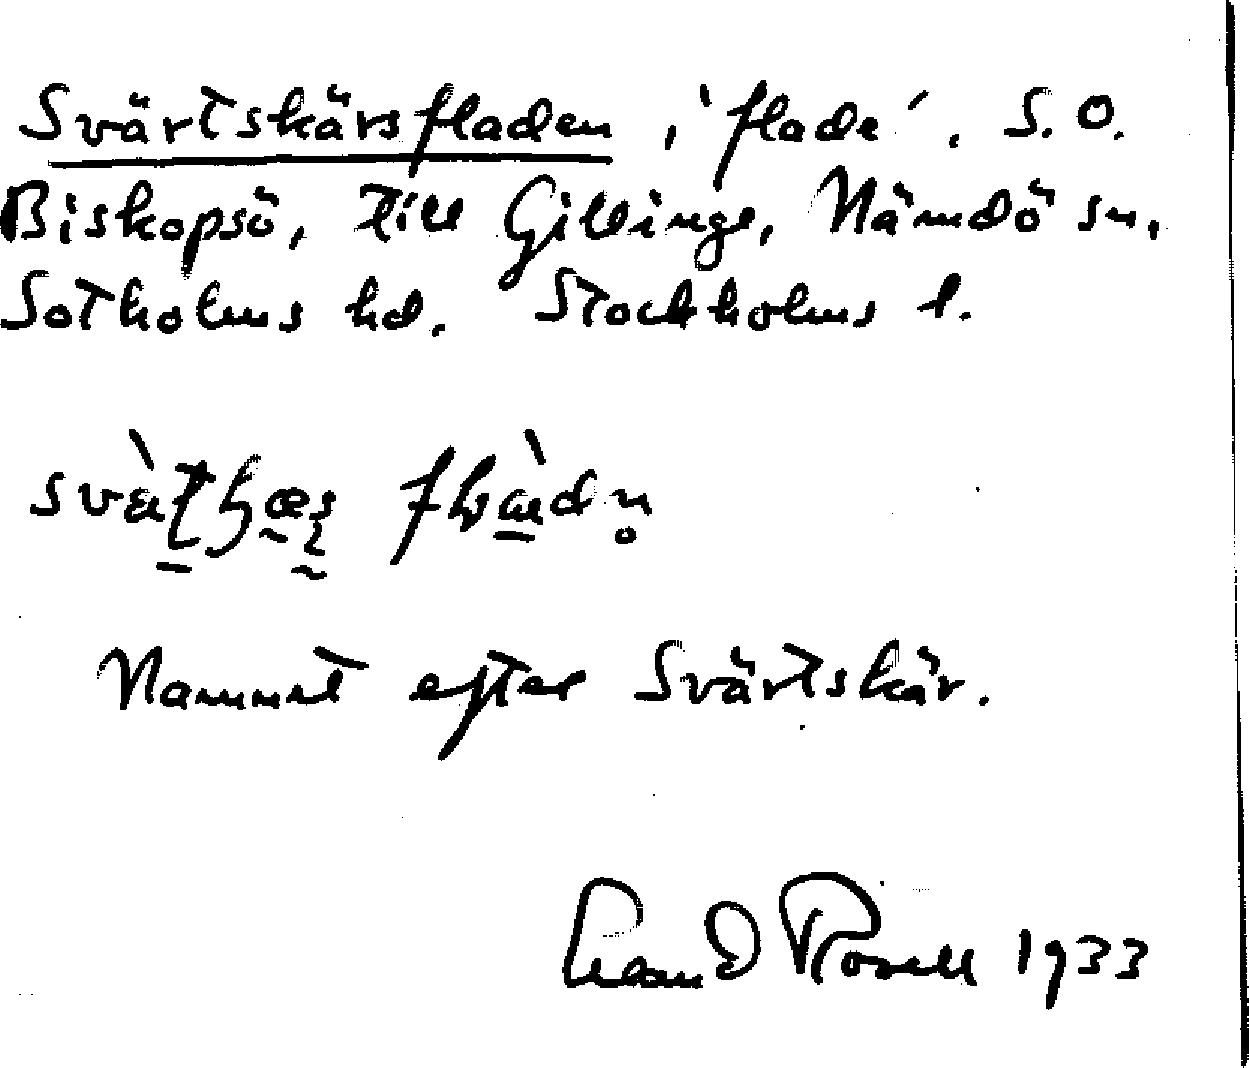 Svärtskärsfladen, 'flade'. S.O.
Biskopsö, till Gillinge, Nämdö sn,
Sotholms hd. Stockholms l.
Namnet efter Svärtskär.
1933